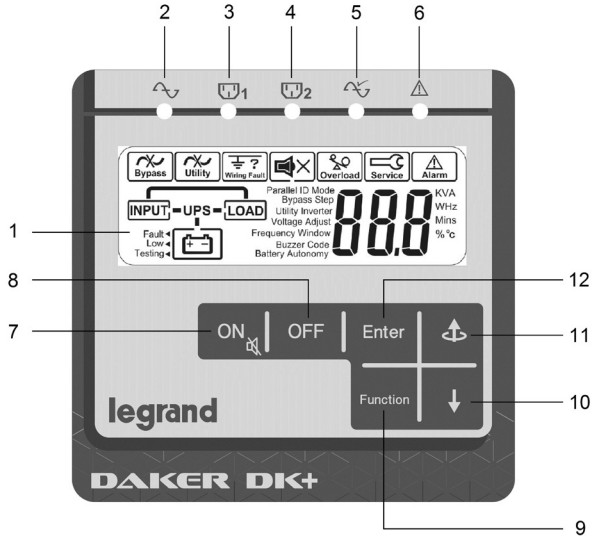 2 3 4 5 6
1 2
Bypass Utility Wiring Fault Overload Service Alarm
?
Parallel ID Mode
Bypass Step
Utility Inverter
Voltage Adjust
Frequency Window
Buzzer Code
Battery Autonomy
88.8
KVA
WHz
Mins
% °c
INPUT UPS LOAD
Fault
Low
Testing
+ -
1
8
12
7
ON OFF Enter
11
Function
10
legrand
DAKER DK+
9